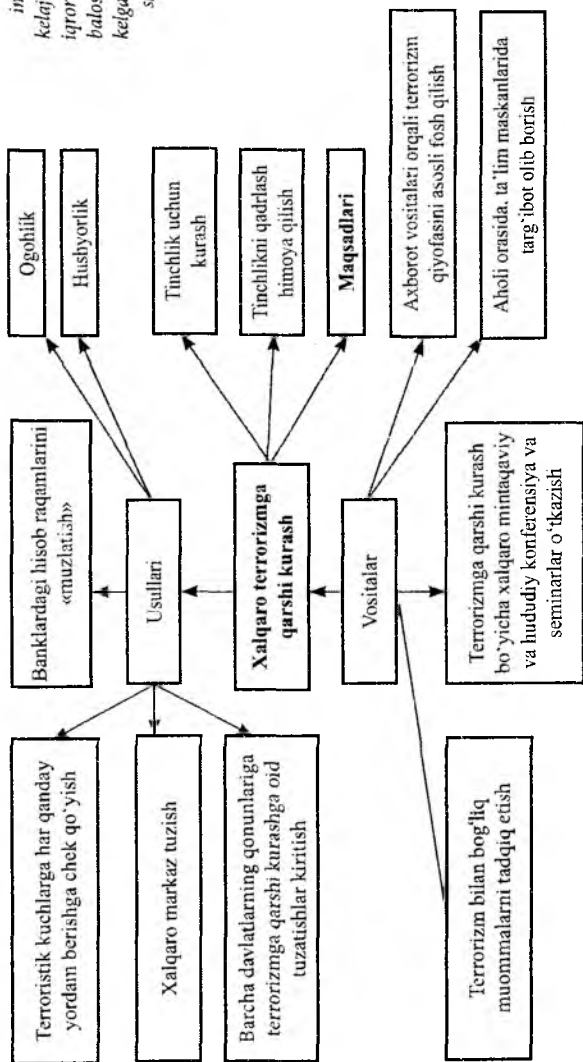 Terroristik kuchlarga har qanday
yordam berishga chek qo‘yish
Xalqaro markaz tuzish
Barcha davlatlarning qonunlariga
terrorizmga qarshi kurashga oid
tuzatishlar kiritish
Terrorizm bilan bog‘liq
muommalarni tadqiq etish
Banklardagi hisob raqamlarini
«muzlatish»
Usullari
Xalqaro terrorizmga
qarshi kurash
Vositalar
Terrorizmga qarshi kurash
bo‘yicha xalqaro mintaqaviy
va hududiy konferensiya va
seminarlar o‘tkazish
Ogohlik
Hushyorlik
Tinchlik uchun
kurash
Tinchlikni qadrlash
himoya qilish
Maqsadlari
Axborot vositalari orqali terrorizm
qiyofasini asosli fosh qilish
Aholi orasida, ta’lim maskanlarida
targ‘ibot olib borish